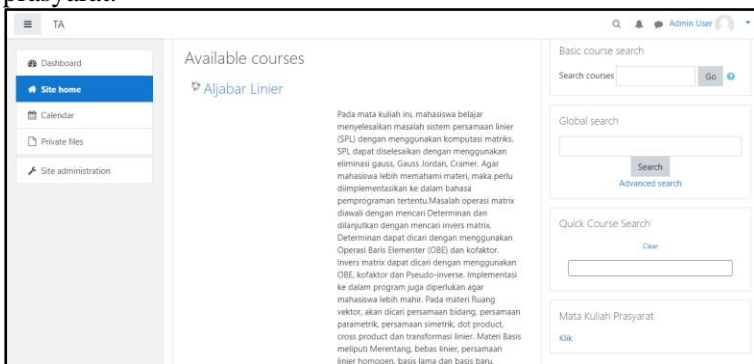 prasyarat.
TA
Admin User
Dashboard
Site home
Calendar
Private files
Site administration
Available courses
Aljabar Linier
Pada mata kuliah ini, mahasiswa belajar
menyelesaikan masalah sistem persamaan linier
(SPL) dengan menggunakan komputasi matriks.
SPL dapat diselesaikan dengan menggunakan
eliminasi gauss, Gauss Jordan, Cramer. Agar
mahasiswa lebih memahami materi, maka perlu
diimplementasikan ke dalam bahasa
pemprograman tertentu.Masalah operasi matrix
diawali dengan mencari Determinan dan
dilanjutkan dengan mencari invers matrix.
Determinan dapat dicari dengan menggunakan
Operasi Baris Elementer (OBE) dan kofaktor.
Invers matrix dapat dicari dengan menggunakan
OBE, kofaktor dan Pseudo-inverse. Implementasi
ke dalam program juga diperlukan agar
mahasiswa lebih mahir. Pada materi Ruang
vektor, akan dicari persamaan bidang, persamaan
parametrik, persamaan simetrik, dot product,
cross product dan transformasi linier. Materi Basis
meliputi Merentang, bebas linier, persamaan
linier homogen, basis lama dan basis baru.
Basic course search
Search courses
Go
Global search
Search
Advanced search
Quick Course Search
Clear
Mata Kuliah Prasyarat
Klik